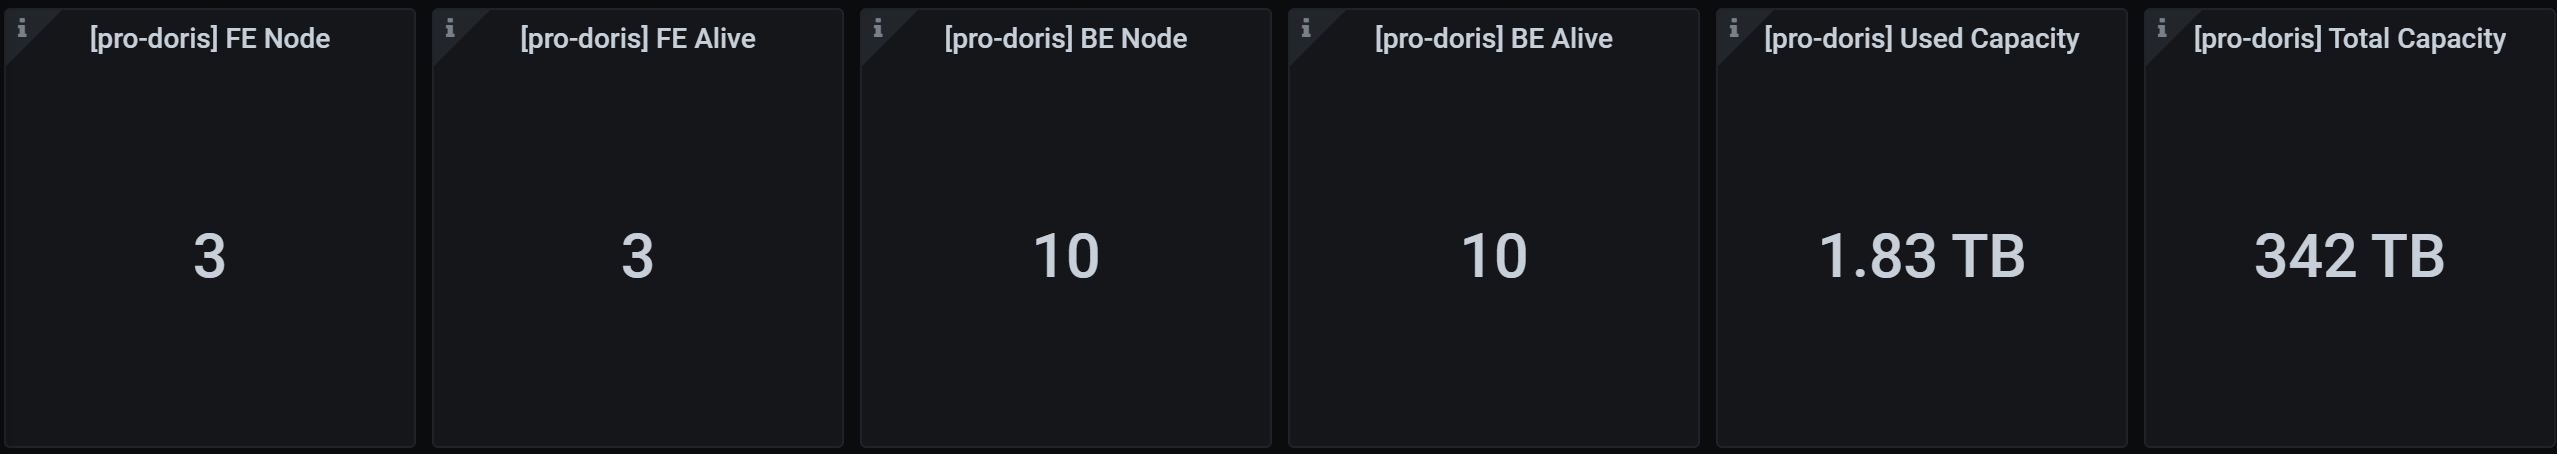 [pro-doris] FE Node
3
[pro-doris] FE Alive
3
[pro-doris] BE Node
10
[pro-doris] BE Alive
10
[pro-doris] Used Capacity
1.83 TB
[pro-doris] Total Capacity
342 TB